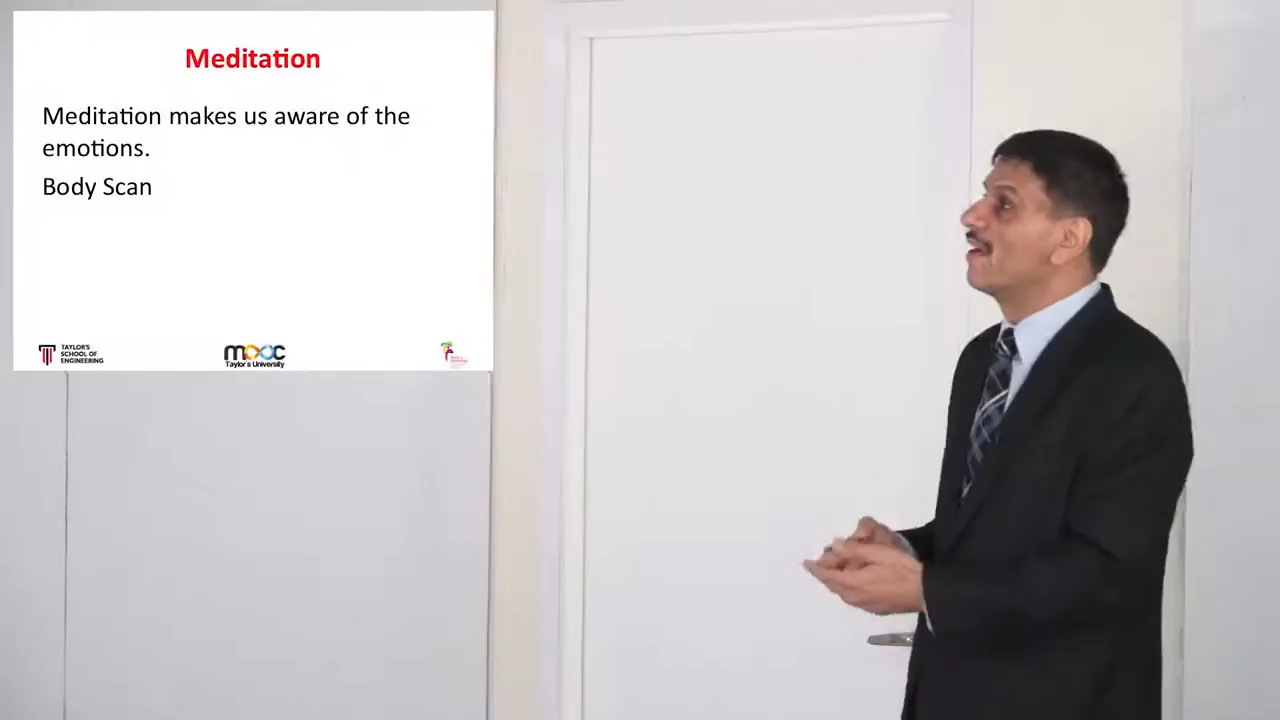 Meditation
Meditation makes us aware of the
emotions.
Body Scan
TAYLOR'S
SCHOOL OF
ENGINEERING
mooc
Taylor's University